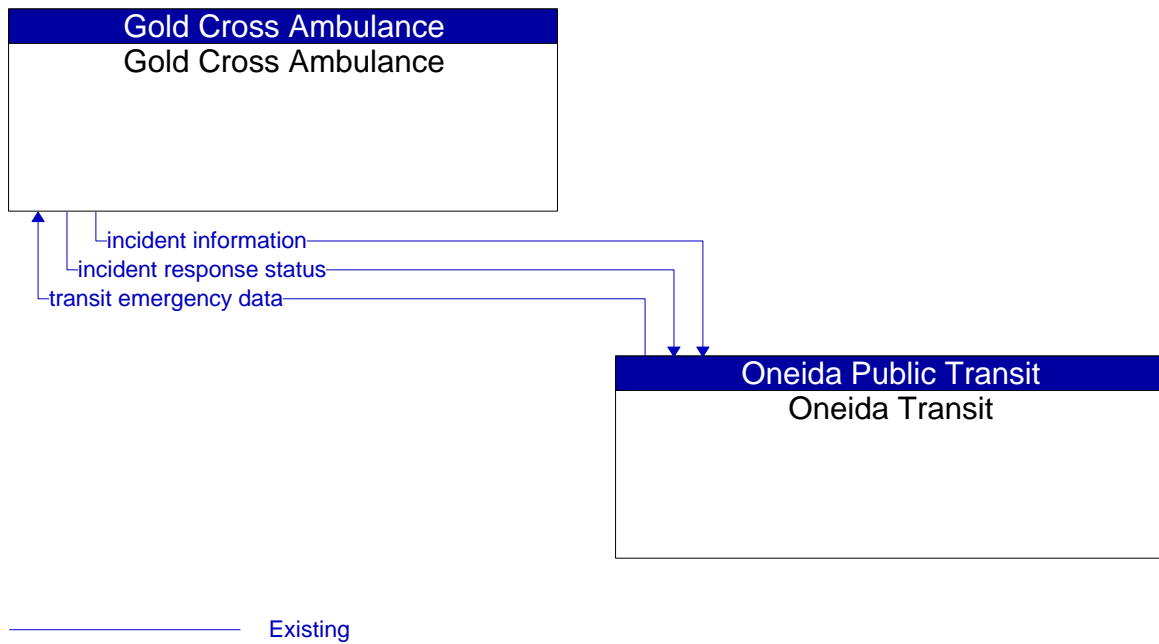 Gold Cross Ambulance
Gold Cross Ambulance
incident information
incident response status
transit emergency data
Oneida Public Transit
Oneida Transit
Existing